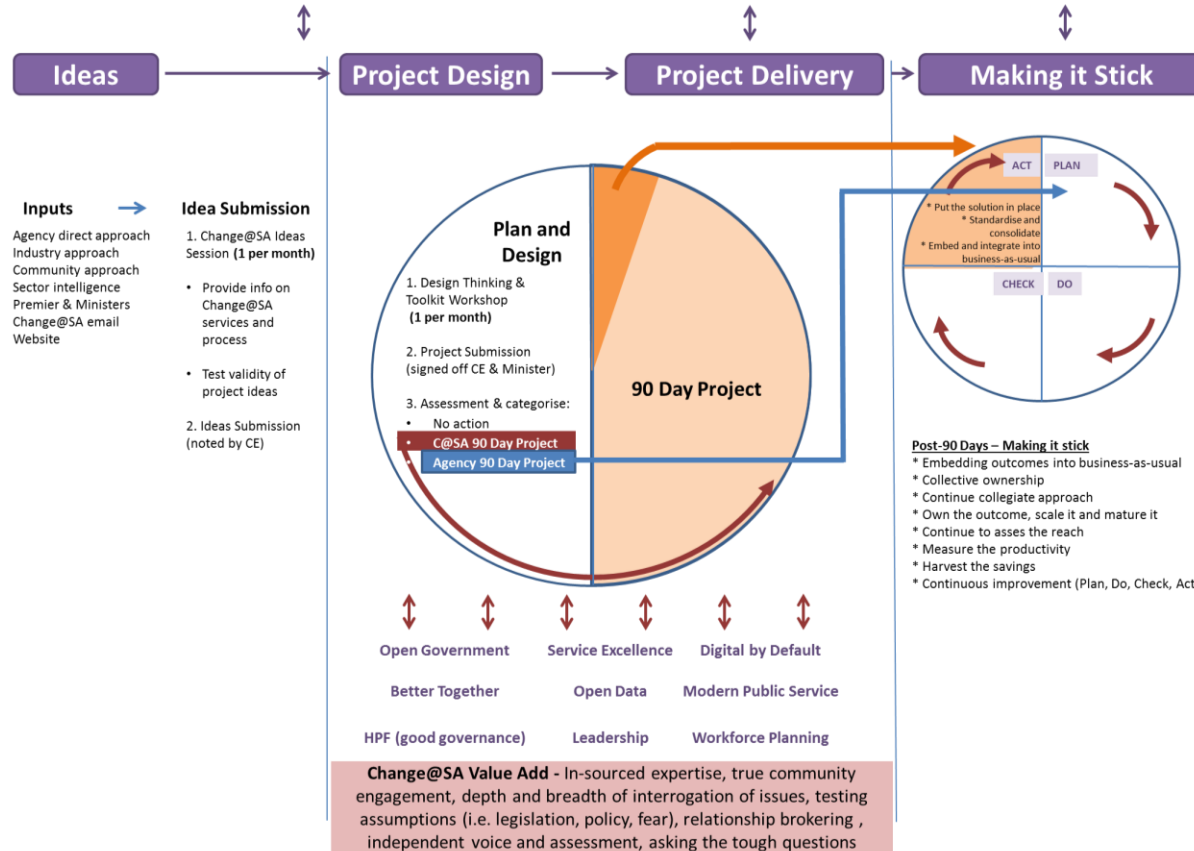 Ideas
Project Design
Project Delivery
Making it Stick
Inputs
Agency direct approach
Industry approach
Community approach
Sector intelligence
Premier & Ministers
Change@SA email
Website
Idea Submission
1. Change@SA Ideas
Session (1 per month)
• Provide info on
Change@SA
services and
process
• Test validity of
project ideas
2. Ideas Submission
(noted by CE)
Plan and
Design
1. Design Thinking &
Toolkit Workshop
(1 per month)
2. Project Submission
(signed off CE & Minister)
3. Assessment & categorise:
• No action
• C@SA 90 Day Project
• Agency 90 Day Project
90 Day Project
ACT
PLAN
* Put the solution in place
* Standardise and
consolidate
* Embed and integrate into
business-as-usual
CHECK
DO
Post-90 Days – Making it stick
* Embedding outcomes into business-as-usual
* Collective ownership
* Continue collegiate approach
* Own the outcome, scale it and mature it
* Continue to asses the reach
* Measure the productivity
* Harvest the savings
* Continuous improvement (Plan, Do, Check, Act
Open Government
Service Excellence
Digital by Default
Better Together
Open Data
Modern Public Service
HPF (good governance)
Leadership
Workforce Planning
Change@SA Value Add - In-sourced expertise, true community
engagement, depth and breadth of interrogation of issues, testing
assumptions (i.e. legislation, policy, fear), relationship brokering ,
independent voice and assessment, asking the tough questions